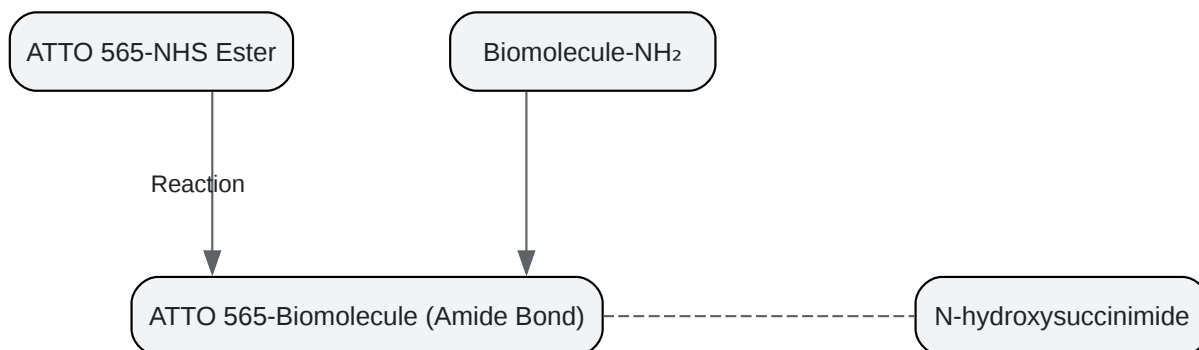 ATTO 565-NHS Ester
Biomolecule-NH₂
Reaction
ATTO 565-Biomolecule (Amide Bond)
N-hydroxysuccinimide